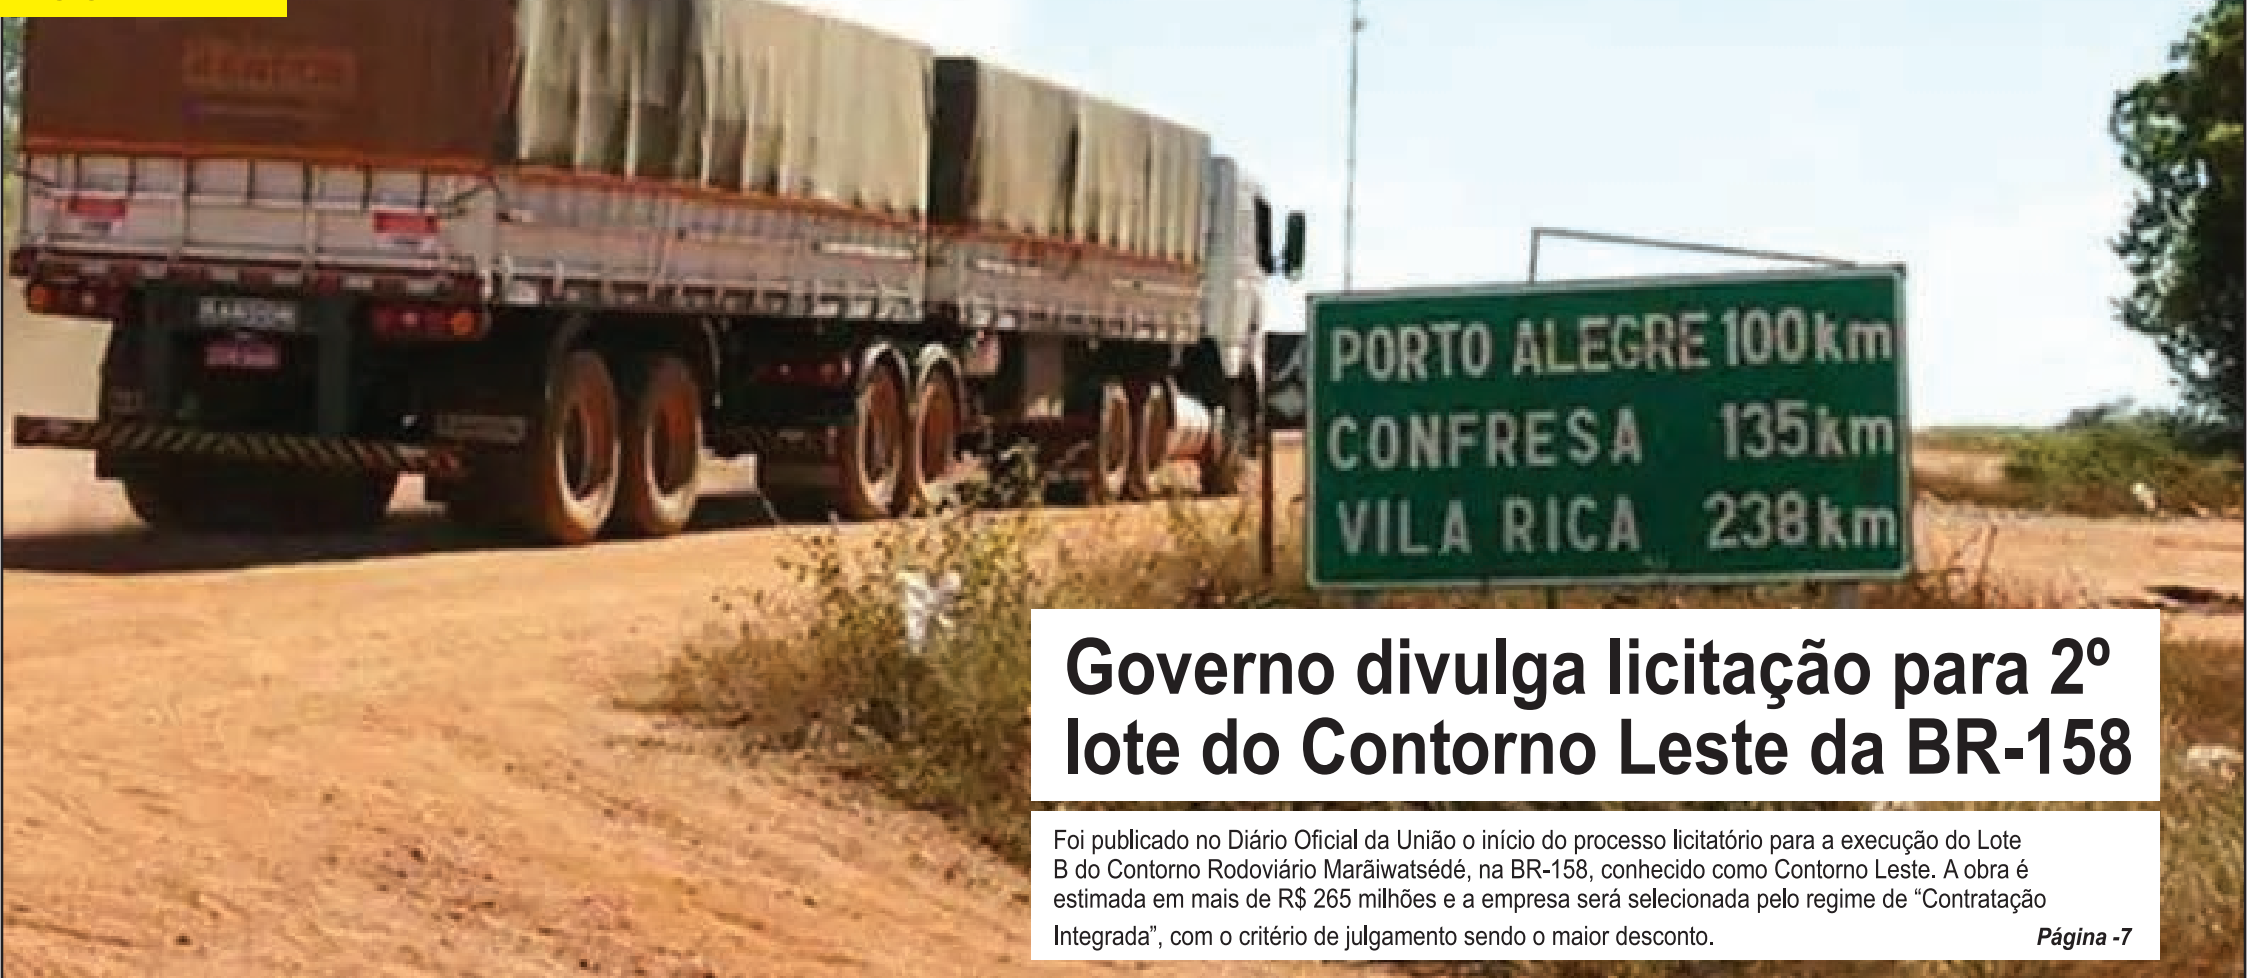 PORTO ALEGRE 100km
CONFRESA 135km
VILA RICA 238km
Governo divulga licitação para 2º
lote do Contorno Leste da BR-158
Foi publicado no Diário Oficial da União o início do processo licitatório para a execução do Lote
B do Contorno Rodoviário Marãiwatsédé, na BR-158, conhecido como Contorno Leste. A obra é
estimada em mais de R$ 265 milhões e a empresa será selecionada pelo regime de “Contratação
Integrada”, com o critério de julgamento sendo o maior desconto. Página -7